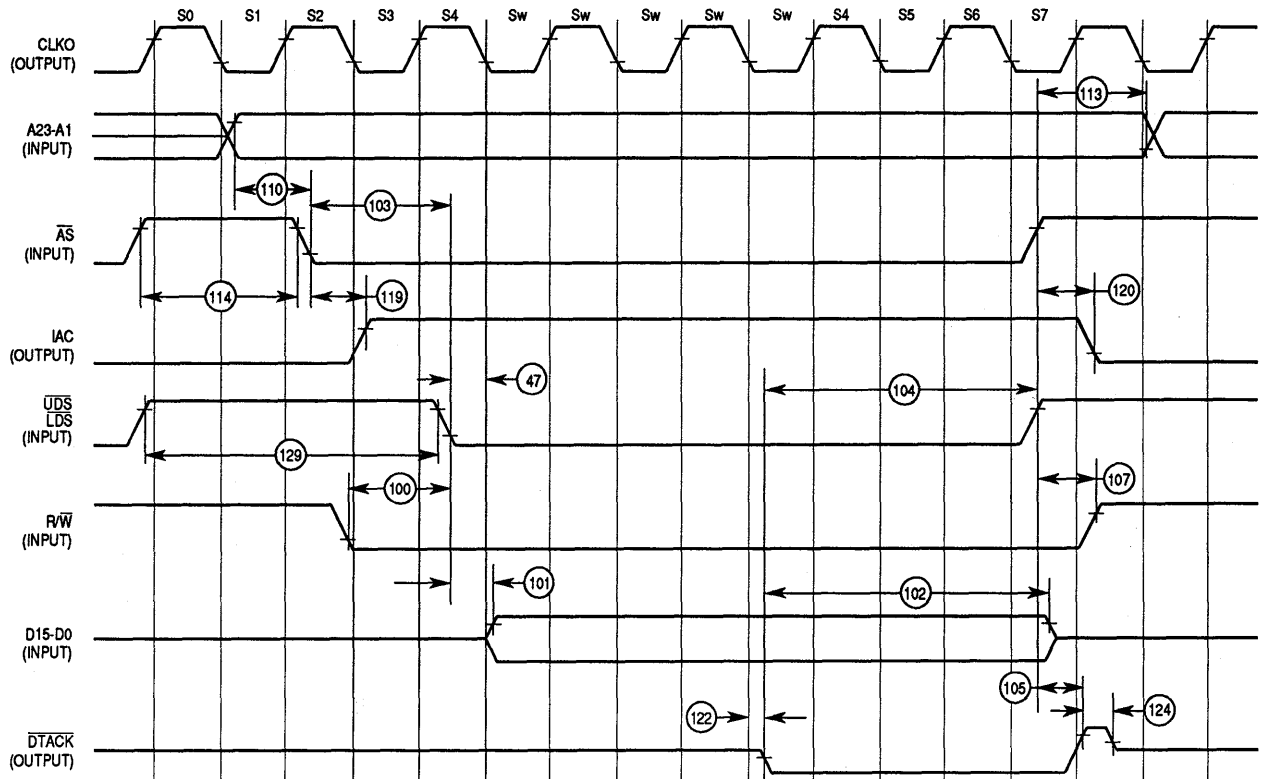 S0 S1 S2 S3 S4 Sw Sw Sw Sw Sw S4 S5 S6 S7
CLKO
(OUTPUT)
113
A23-A1
(INPUT)
110
103
AS
(INPUT)
114
119
120
IAC
(OUTPUT)
47
104
UDS
LDS
(INPUT)
129
100
107
R/W
(INPUT)
101
102
D15-D0
(INPUT)
105
122
124
DTACK
(OUTPUT)